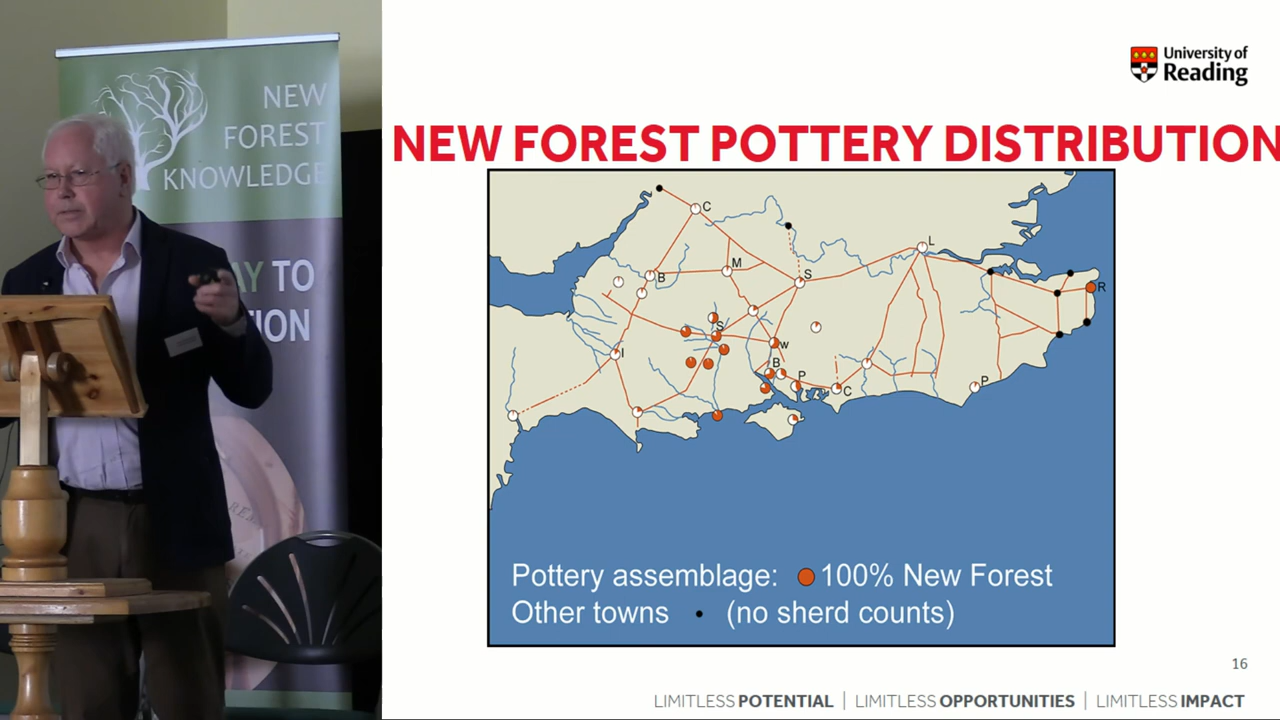 NEW
FOREST
KNOWLEDGE
AY TO
ION
University of
Reading
NEW FOREST POTTERY DISTRIBUTION
C
L
M
B
S
R
S
W
I
B
P
C
P
Pottery assemblage: 100% New Forest
Other towns • (no sherd counts)
16
LIMITLESS POTENTIAL | LIMITLESS OPPORTUNITIES | LIMITLESS IMPACT